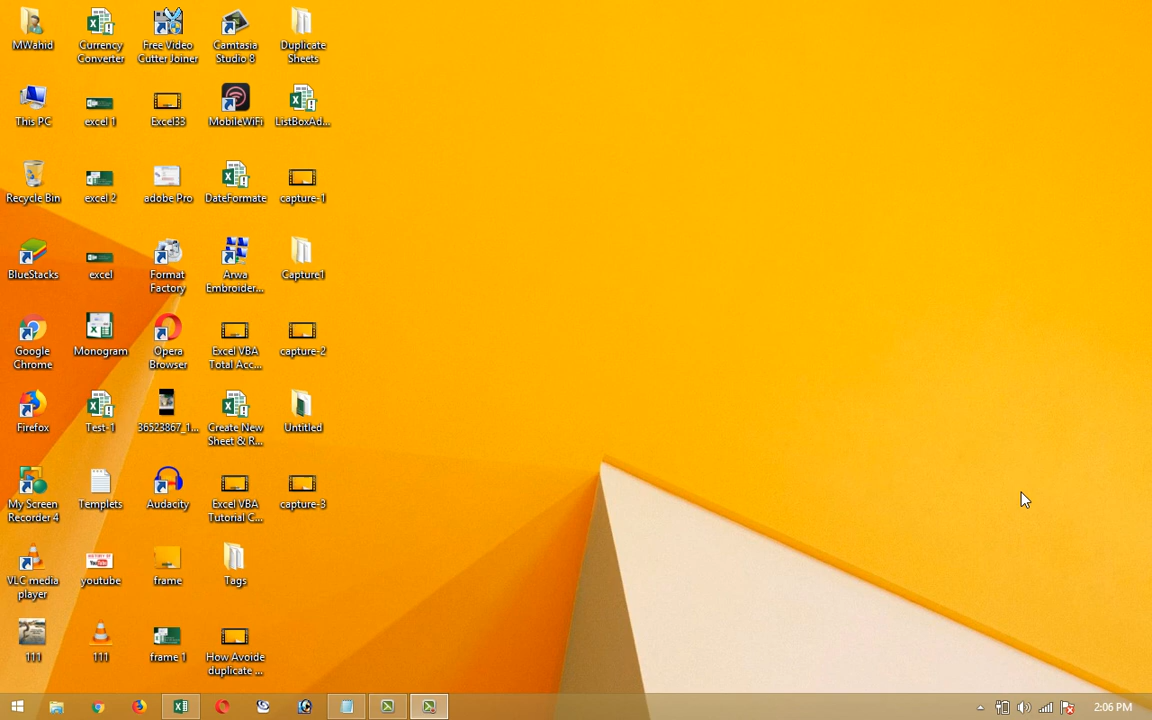 MWahid
Currency
Converter
Free Video
Cutter Joiner
Camtasia
Studio 8
Duplicate
Sheets
This PC
excel 1
Excel33
MobileWiFi
ListBoxAd...
Recycle Bin
excel 2
adobe Pro
DateFormate
capture-1
BlueStacks
excel
Format
Factory
Arwa
Embroider...
Capture1
Google
Chrome
Monogram
Opera
Browser
Excel VBA
Total Acc...
capture-2
Firefox
Test-1
36523867_1...
Create New
Sheet & R...
Untitled
My Screen
Recorder 4
Templets
Audacity
Excel VBA
Tutorial C...
capture-3
VLC media
player
youtube
frame
Tags
111
111
frame 1
How Avoide
duplicate ...
2:06 PM